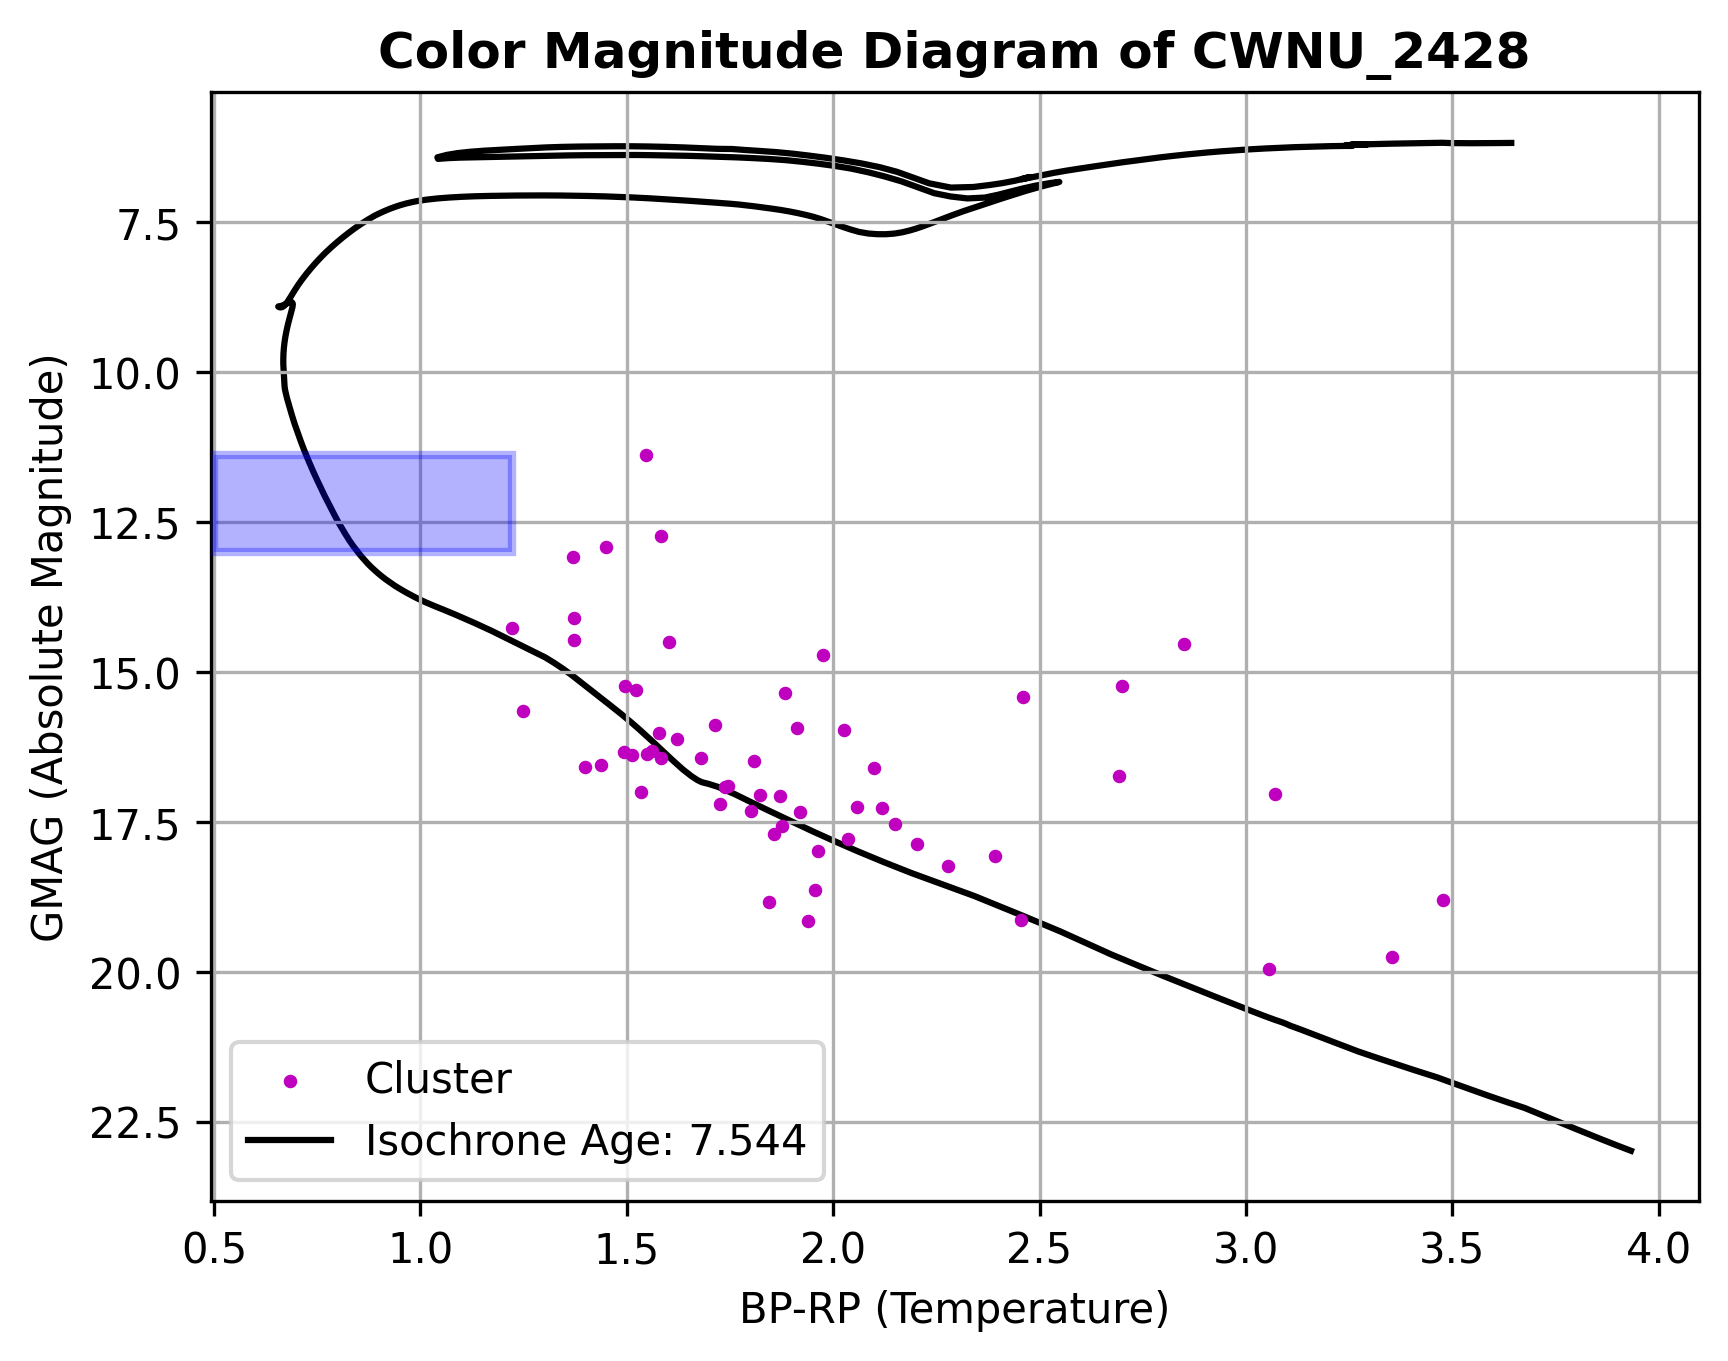 Color Magnitude Diagram of CWNU_2428
GMAG (Absolute Magnitude)
7.5
10.0
12.5
15.0
17.5
20.0
22.5
Cluster
Isochrone Age: 7.544
0.5 1.0 1.5 2.0 2.5 3.0 3.5 4.0
BP-RP (Temperature)